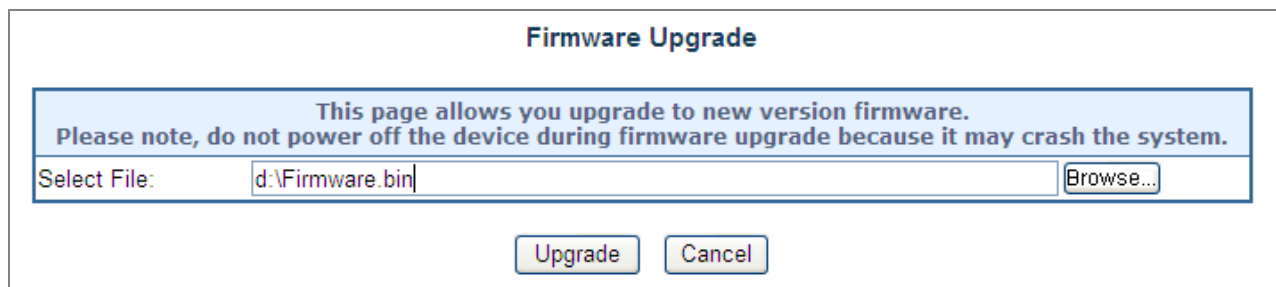 Firmware Upgrade
This page allows you upgrade to new version firmware.
Please note, do not power off the device during firmware upgrade because it may crash the system.
Select File: d:\Firmware.bin Browse...
Upgrade Cancel